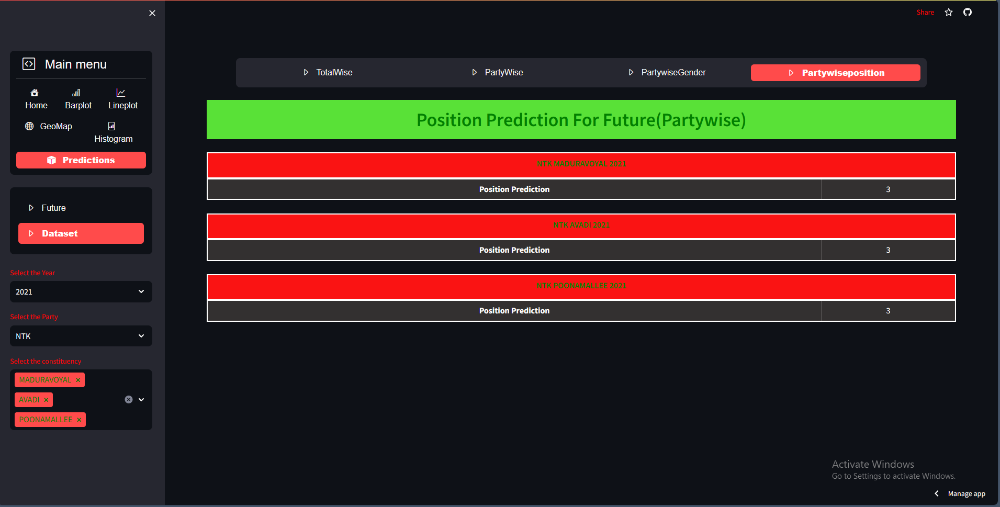 Share
Main menu
Home
Barplot
Lineplot
GeoMap
Histogram
Predictions
Future
Dataset
Select the Year
2021
Select the Party
NTK
Select the constituency
MADURAVOYAL
AVADI
POONAMALLEE
TotalWise
PartyWise
PartywiseGender
Partywiseposition
Position Prediction For Future(Partywise)
NTK MADURAVOYAL 2021
Position Prediction 3
NTK AVADI 2021
Position Prediction 3
NTK POONAMALLEE 2021
Position Prediction 3
Activate Windows
Go to Settings to activate Windows.
Manage app